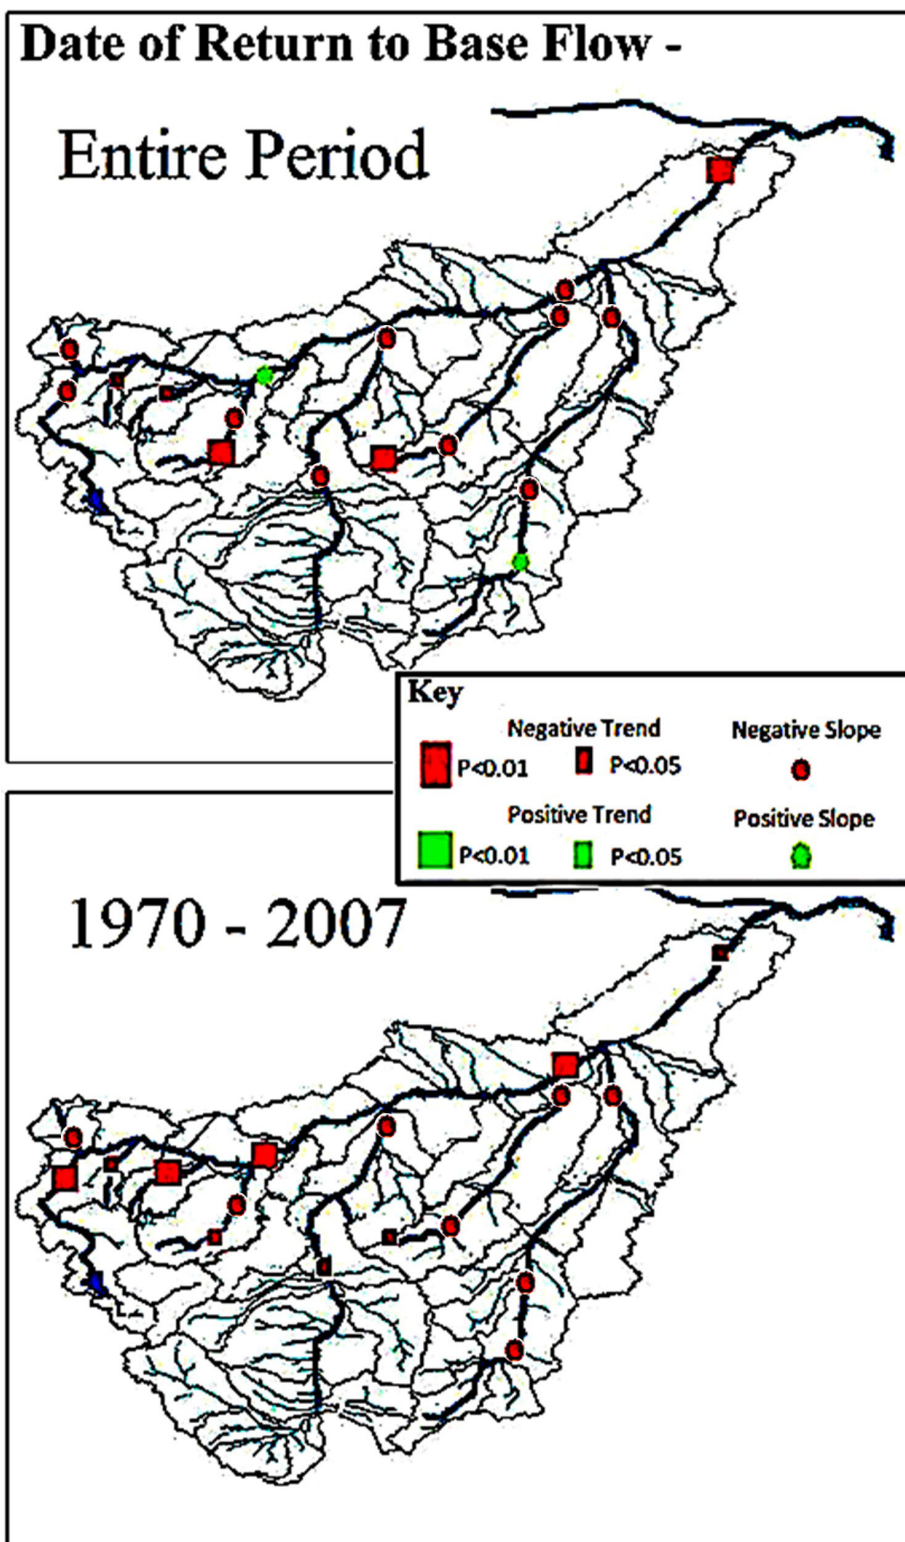 Date of Return to Base Flow -
Entire Period
Key
Negative Trend
Negative Slope
P<0.01
P<0.05
Positive Trend
Positive Slope
P<0.01
P<0.05
1970 - 2007